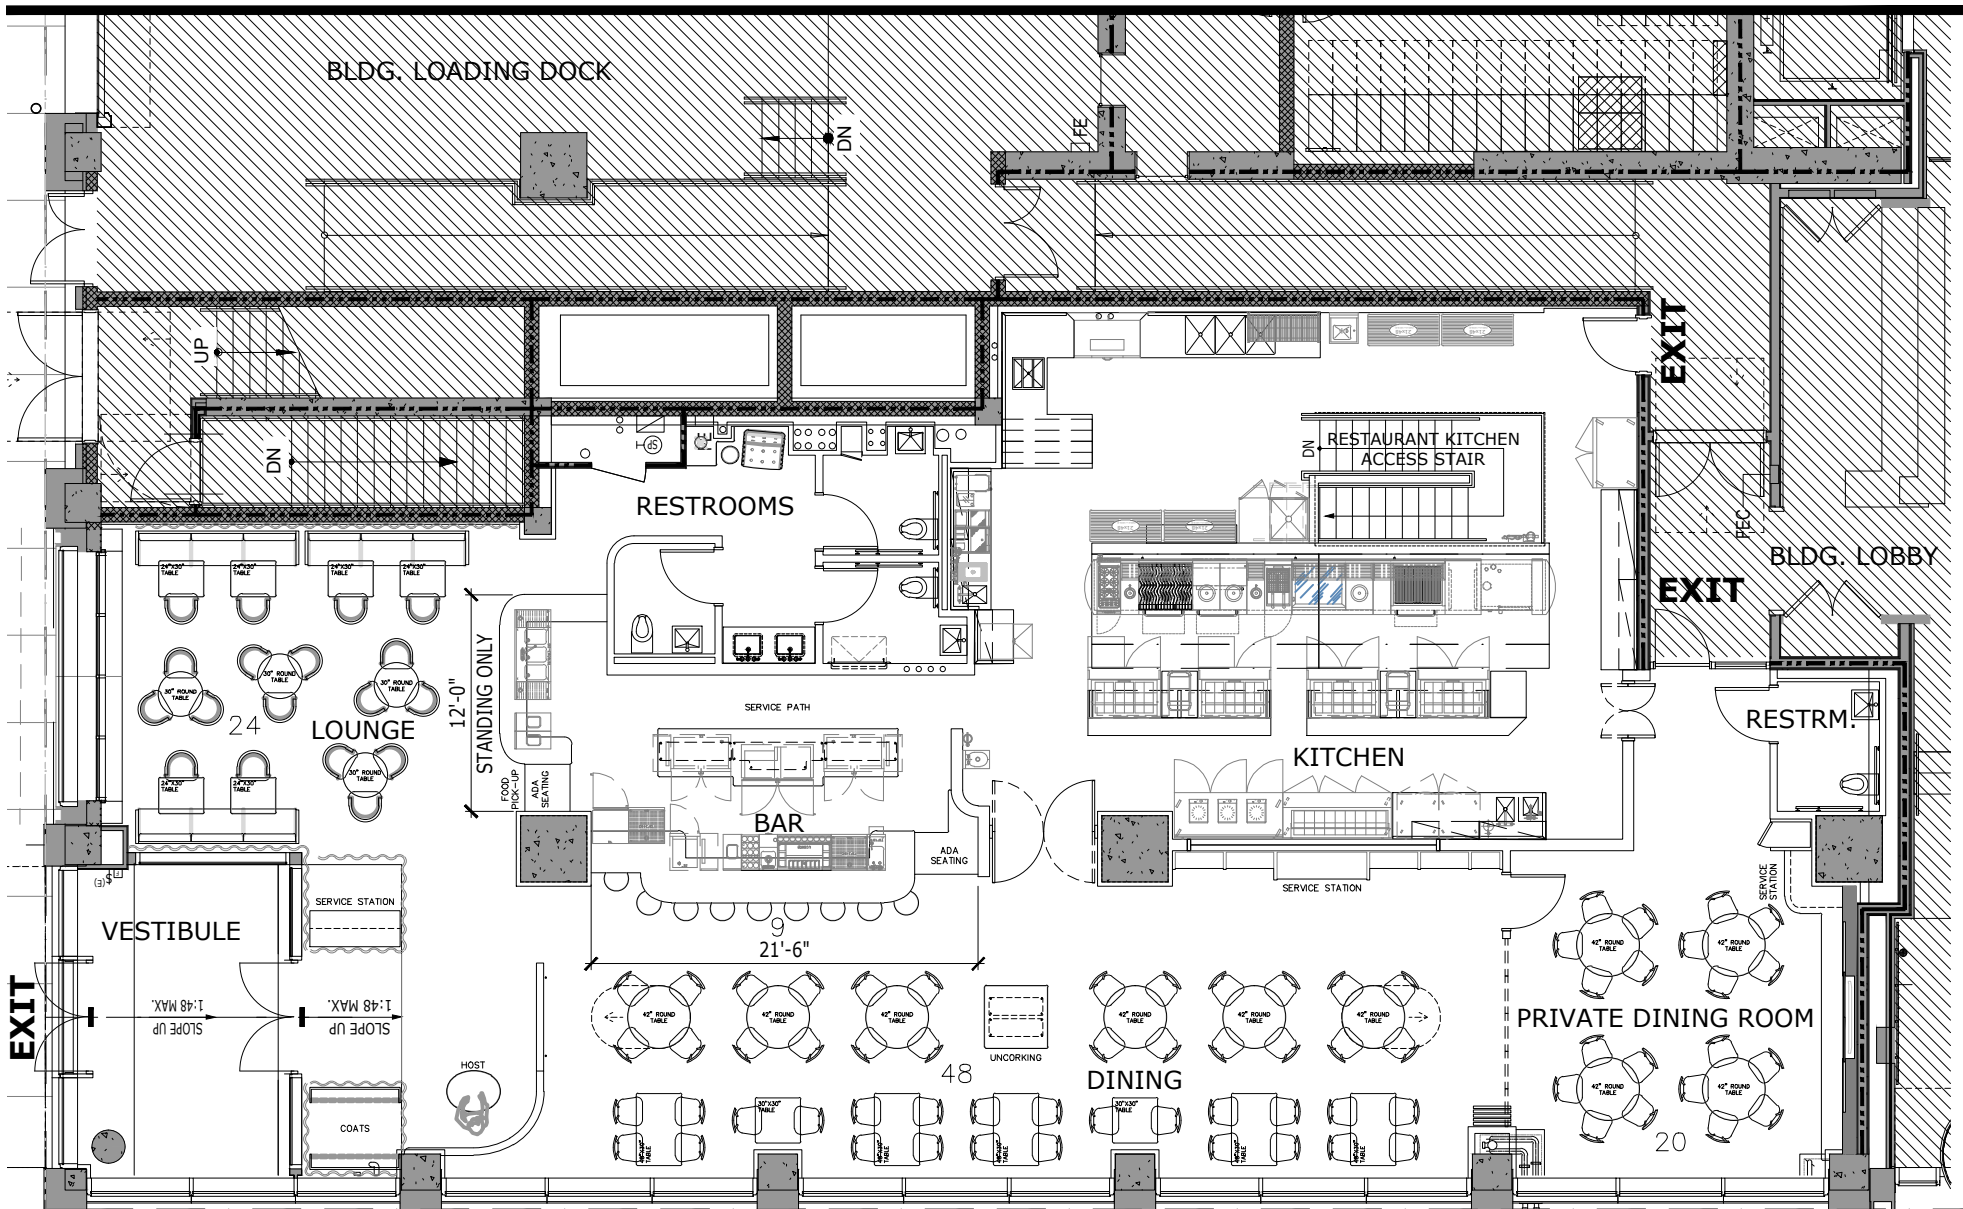 BLDG. LOADING DOCK
DN
FE
UP
DN
EXIT
SP
21x48
21x48
DN
RESTAURANT KITCHEN
ACCESS STAIR
RESTROOMS
21x48
21x48
FEC
BLDG. LOBBY
EXIT
24"X30"
TABLE
24"X30"
TABLE
24"X30"
TABLE
24"X30"
TABLE
30" ROUND
TABLE
30" ROUND
TABLE
30" ROUND
TABLE
24
LOUNGE
12'-0"
STANDING ONLY
SERVICE PATH
RESTRM.
KITCHEN
30" ROUND
TABLE
24"X30"
TABLE
24"X30"
TABLE
FOOD
PICK-UP
ADA
SEATING
BAR
ADA
SEATING
SERVICE STATION
SERVICE
STATION
(E)
VESTIBULE
SERVICE STATION
9
21'-6"
EXIT
SLOPE UP
1:48 MAX.
SLOPE UP
1:48 MAX.
42" ROUND
TABLE
42" ROUND
TABLE
42" ROUND
TABLE
UNCORKING
42" ROUND
TABLE
42" ROUND
TABLE
42" ROUND
TABLE
42" ROUND
TABLE
42" ROUND
TABLE
PRIVATE DINING ROOM
HOST
48
DINING
42" ROUND
TABLE
42" ROUND
TABLE
COATS
30"X30"
TABLE
30"X30"
TABLE
20